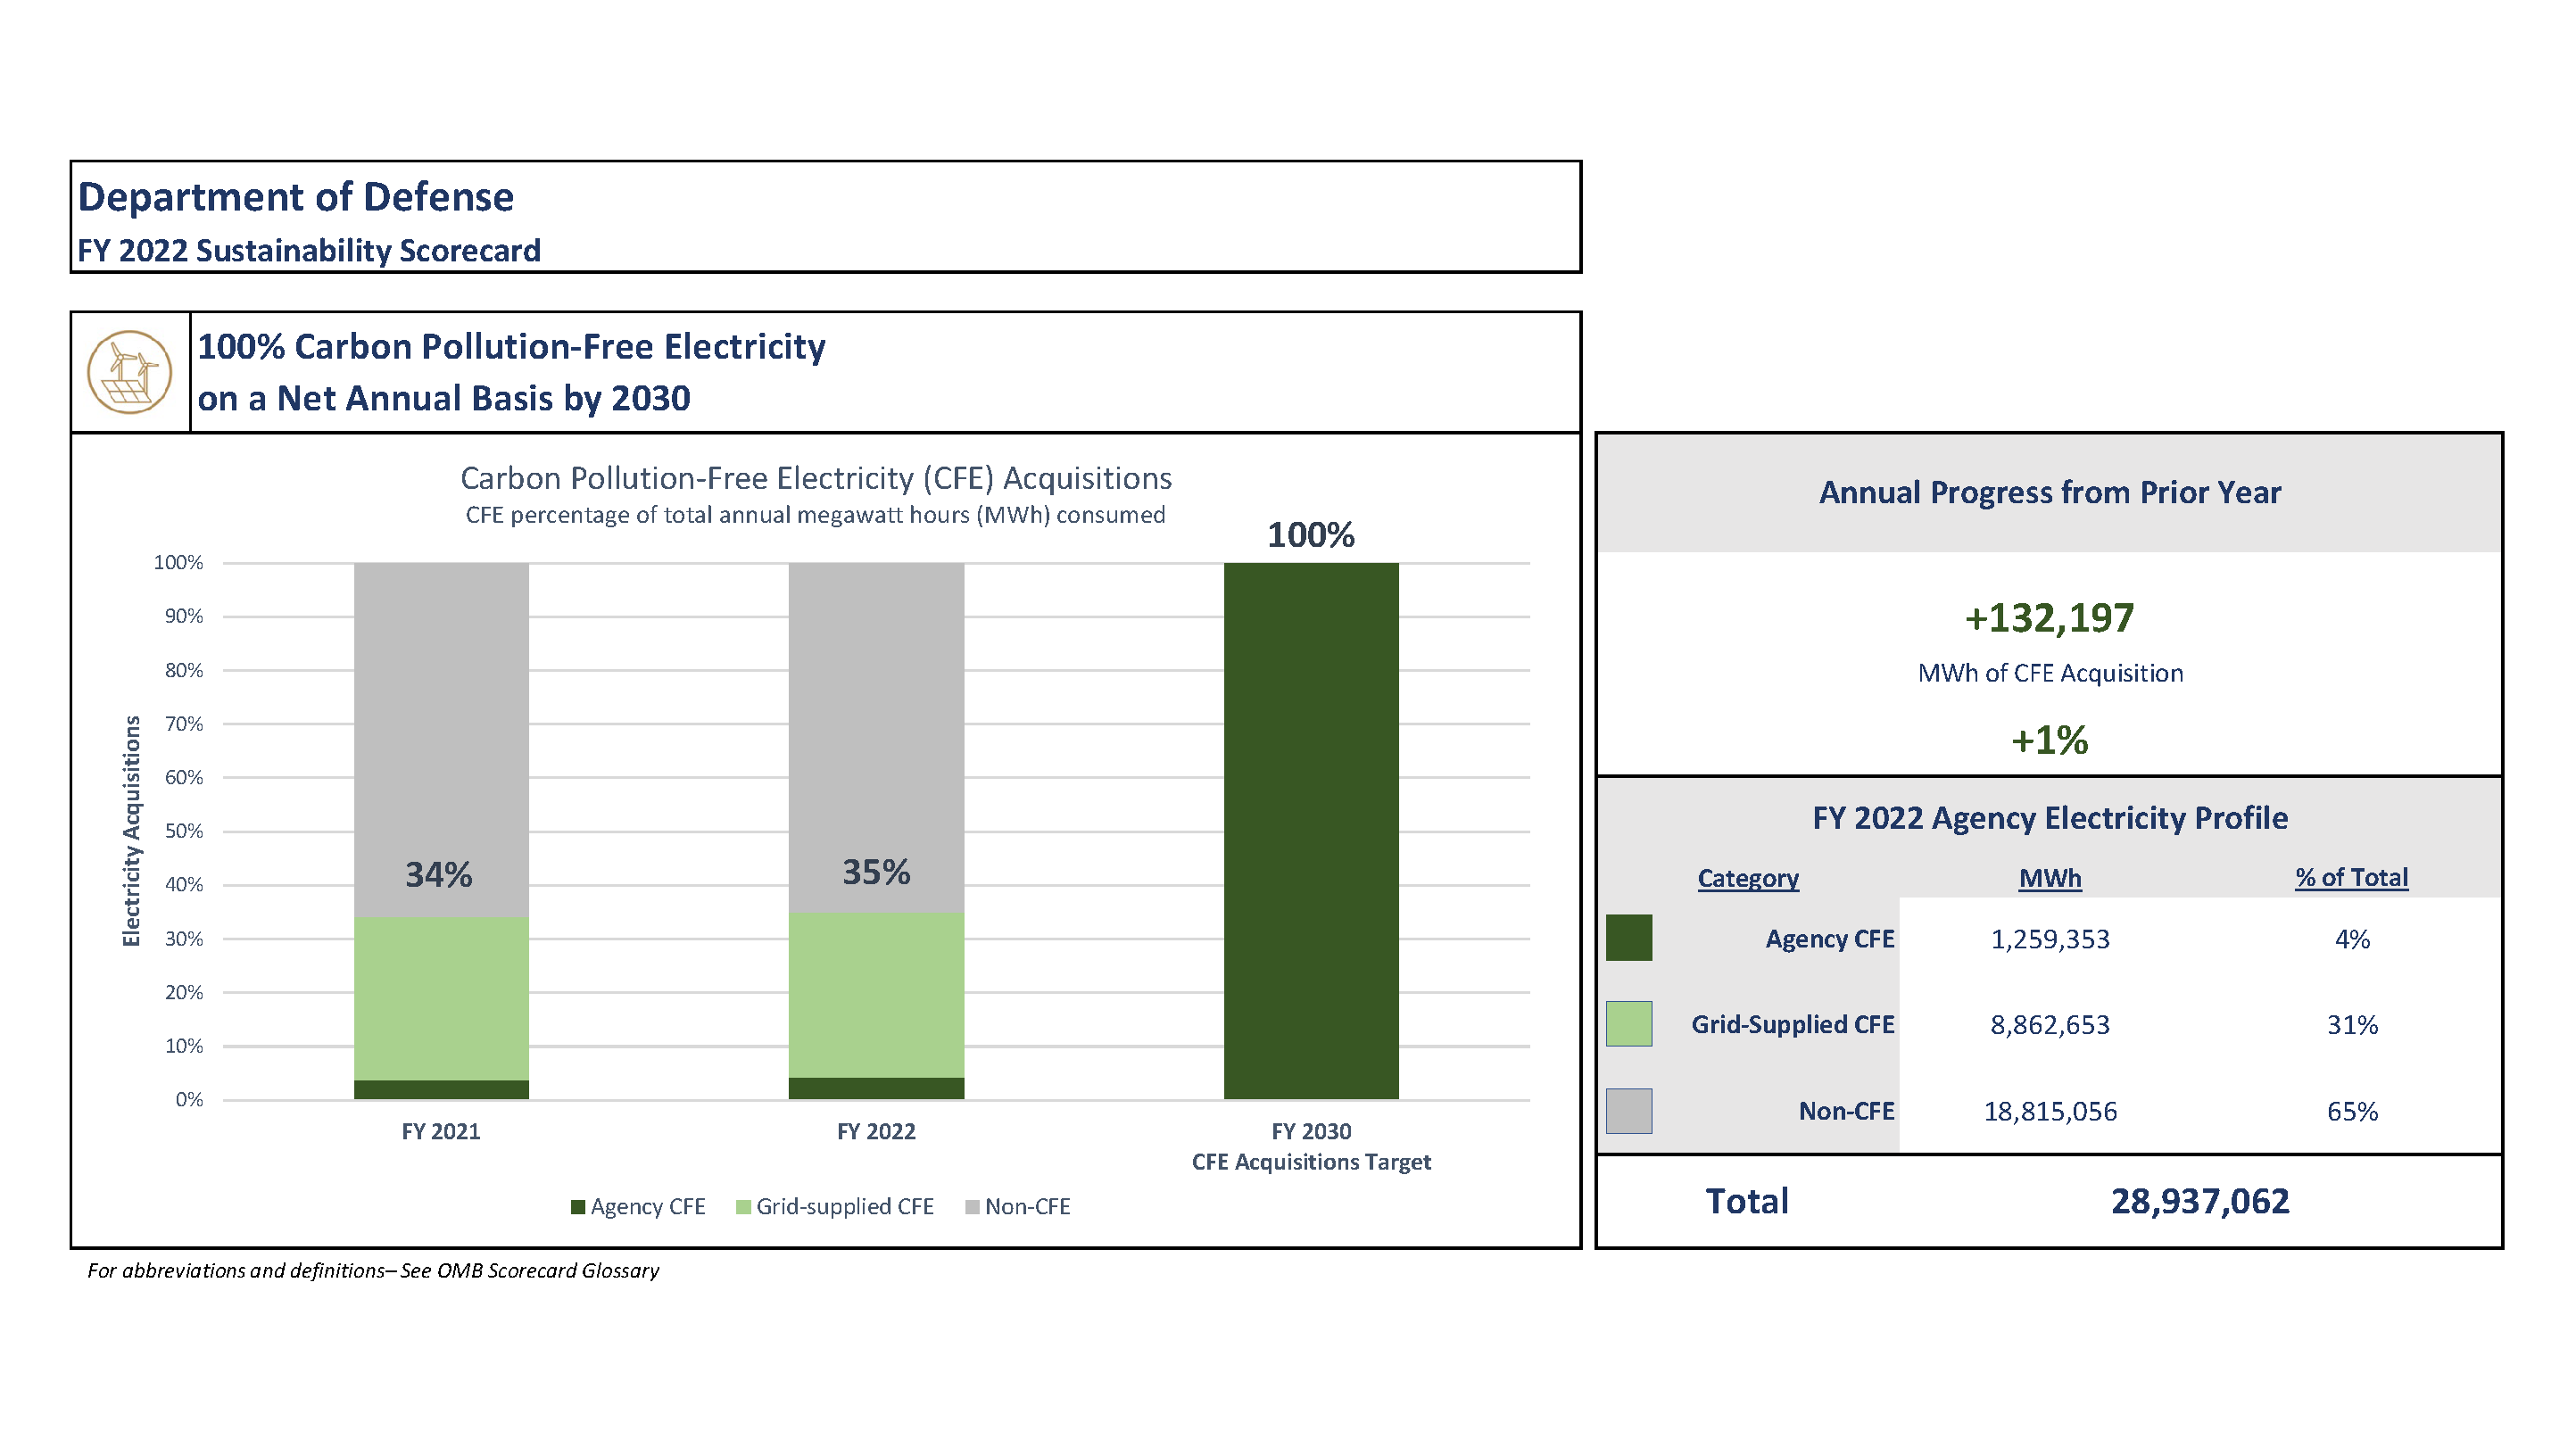 Department of Defense
FY 2022 Sustainability Scorecard
100% Carbon Pollution-Free Electricity
on a Net Annual Basis by 2030
Carbon Pollution-Free Electricity (CFE) Acquisitions
CFE percentage of total annual megawatt hours (MWh) consumed
Electricity Acquisitions
100%
90%
80%
70%
60%
50%
40%
30%
20%
10%
0%
34%
35%
100%
FY 2021
FY 2022
FY 2030
CFE Acquisitions Target
Agency CFE Grid-supplied CFE Non-CFE
Annual Progress from Prior Year
+132,197
MWh of CFE Acquisition
+1%
FY 2022 Agency Electricity Profile
Category MWh % of Total
Agency CFE 1,259,353 4%
Grid-Supplied CFE 8,862,653 31%
Non-CFE 18,815,056 65%
Total 28,937,062
For abbreviations and definitions– See OMB Scorecard Glossary